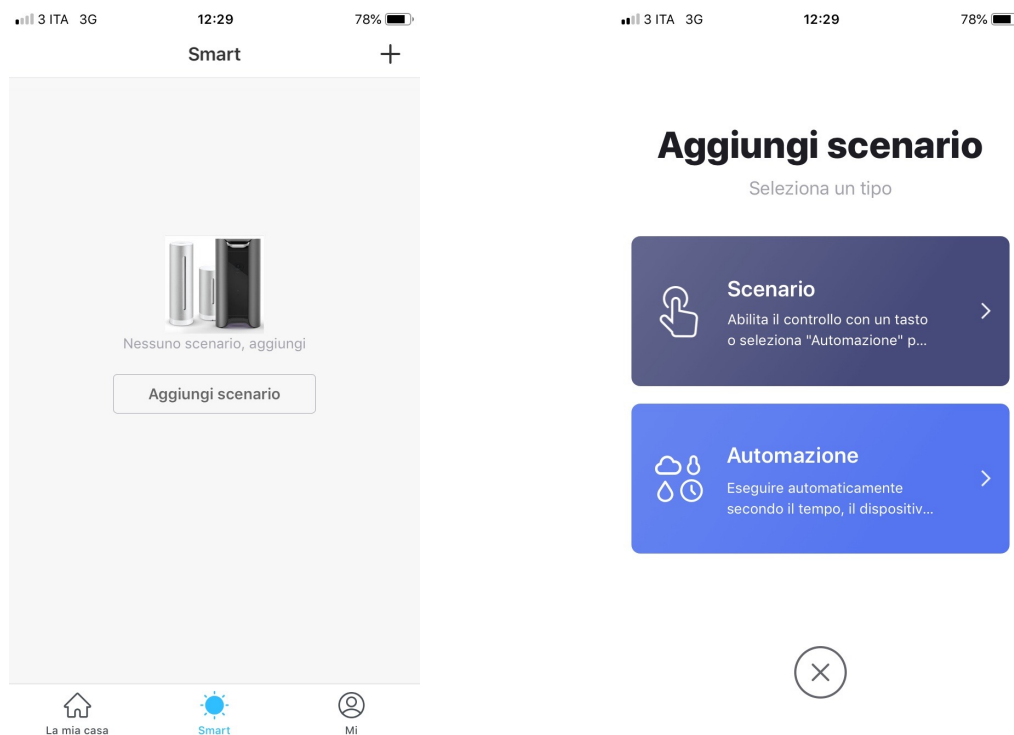 3 ITA 3G 12:29 78%
Smart
Nessuno scenario, aggiungi
Aggiungi scenario
La mia casa Smart Mi
3 ITA 3G 12:29 78%
Aggiungi scenario
Seleziona un tipo
Scenario
Abilita il controllo con un tasto
o seleziona "Automazione" p...
Automazione
Eseguire automaticamente
secondo il tempo, il dispositiv...